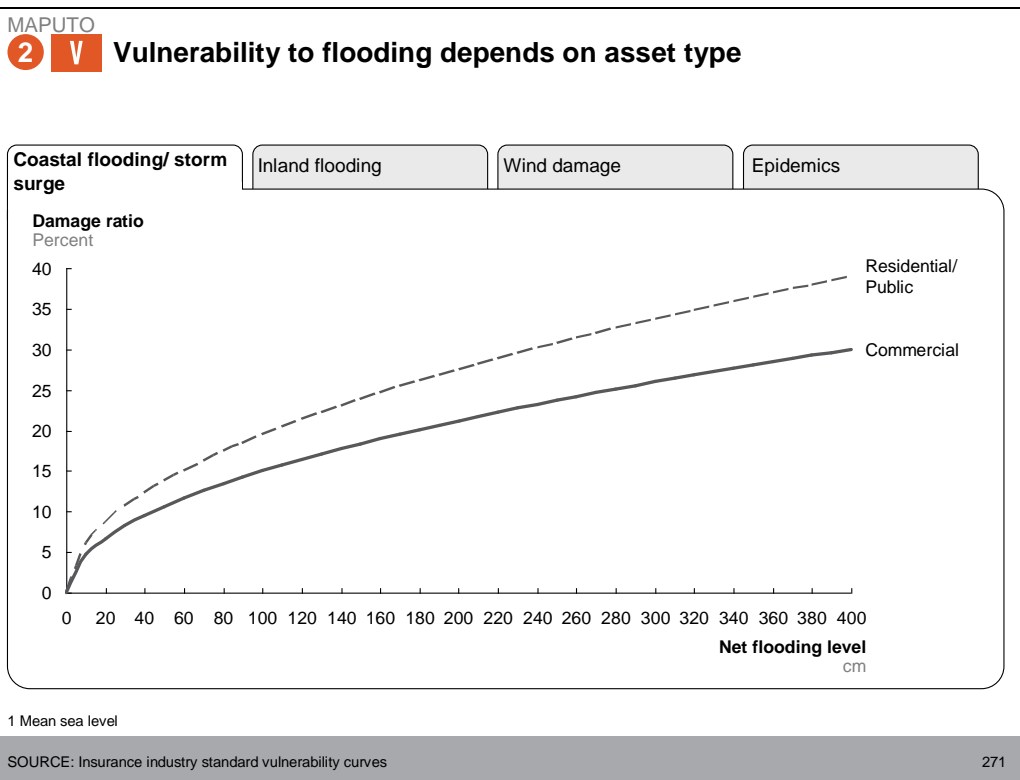 MAPUTO
2 V Vulnerability to flooding depends on asset type
Coastal flooding/ storm
surge
Inland flooding
Wind damage
Epidemics
Damage ratio
Percent
40
35
30
25
20
15
10
5
0
Residential/
Public
Commercial
0 20 40 60 80 100 120 140 160 180 200 220 240 260 280 300 320 340 360 380 400
Net flooding level
cm
1 Mean sea level
SOURCE: Insurance industry standard vulnerability curves
271